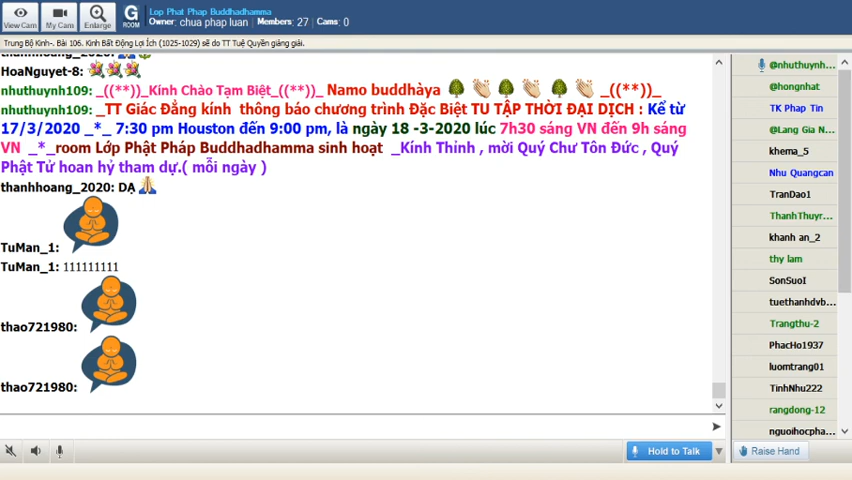 Lop Phat Phap Buddhadhamma
Owner: chua phap luan Members: 27 Cams: 0
View Cam
My Cam
Enlarge
G
ROOM
Trung Bộ Kinh-. Bài 106. Kinh Bất Động Lợi Ích (1025-1029) sẽ do TT Tuệ Quyền giảng giải.
HoaNguyet-8:
nhuthuynh109: _((**))_Kính Chào Tạm Biệt_((**))_ Namo buddhàya _((**))_
nhuthuynh109: _TT Giác Đẳng kính thông báo chương trình Đặc Biệt TU TẬP THỜI ĐẠI DỊCH : Kể từ
17/3/2020 _*_ 7:30 pm Houston đến 9:00 pm, là ngày 18 -3-2020 lúc 7h30 sáng VN đến 9h sáng
VN _*_room Lớp Phật Pháp Buddhadhamma sinh hoạt _Kính Thỉnh , mời Quý Chư Tôn Đức , Quý
Phật Tử hoan hỷ tham dự.( mỗi ngày )
thanhhoang_2020: DẠ
TuMan_1:
TuMan_1: 111111111
thao721980:
thao721980:
@nhuthuynh...
@hongnhat
TK Phap Tin
@Lang Gia N...
khema_5
Nhu Quangcan
TranDao1
ThanhThuyr...
khanh an_2
thy lam
SonSuoI
tuethanhdvb...
Trangthu-2
PhacHo1937
luomtrang01
TinhNhu222
rangdong-12
nguoihocpha...
Hold to Talk
Raise Hand